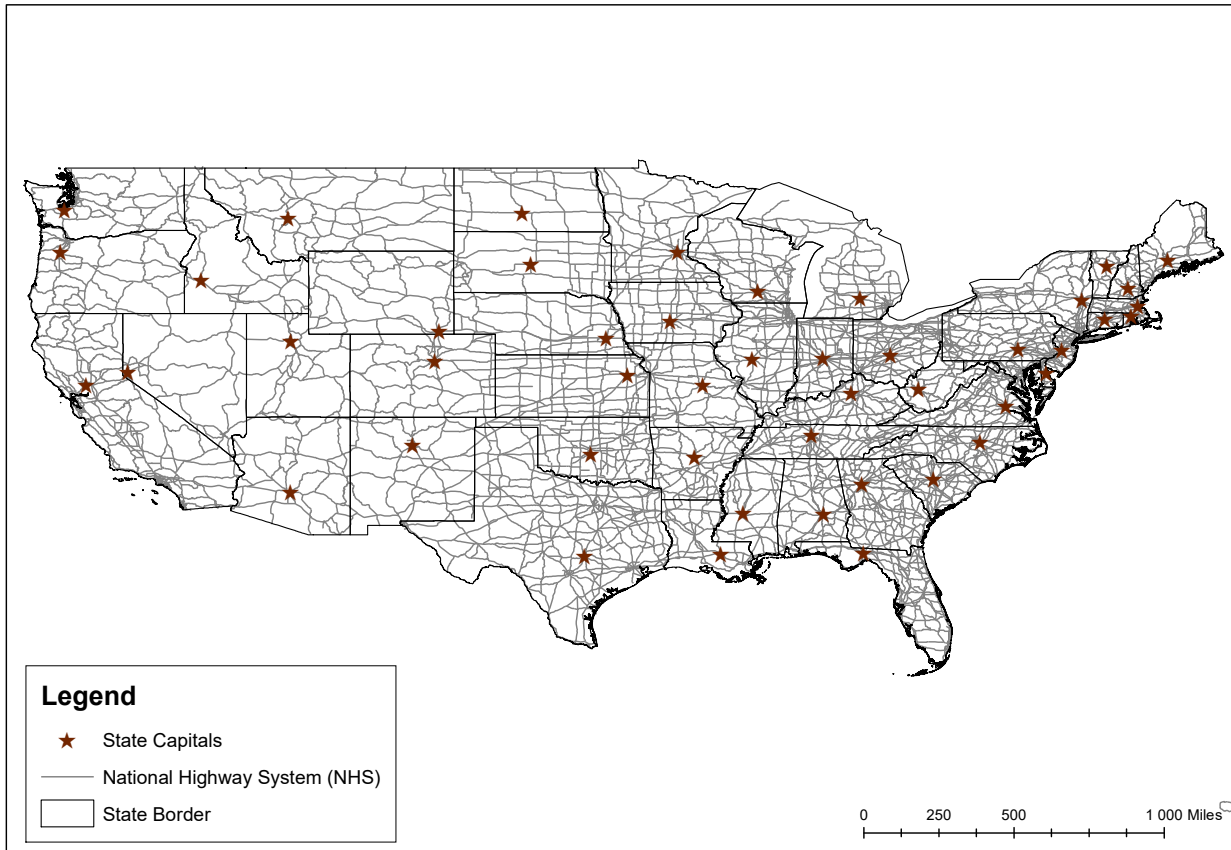 Legend
State Capitals
National Highway System (NHS)
State Border
0 250 500 1 000 Miles